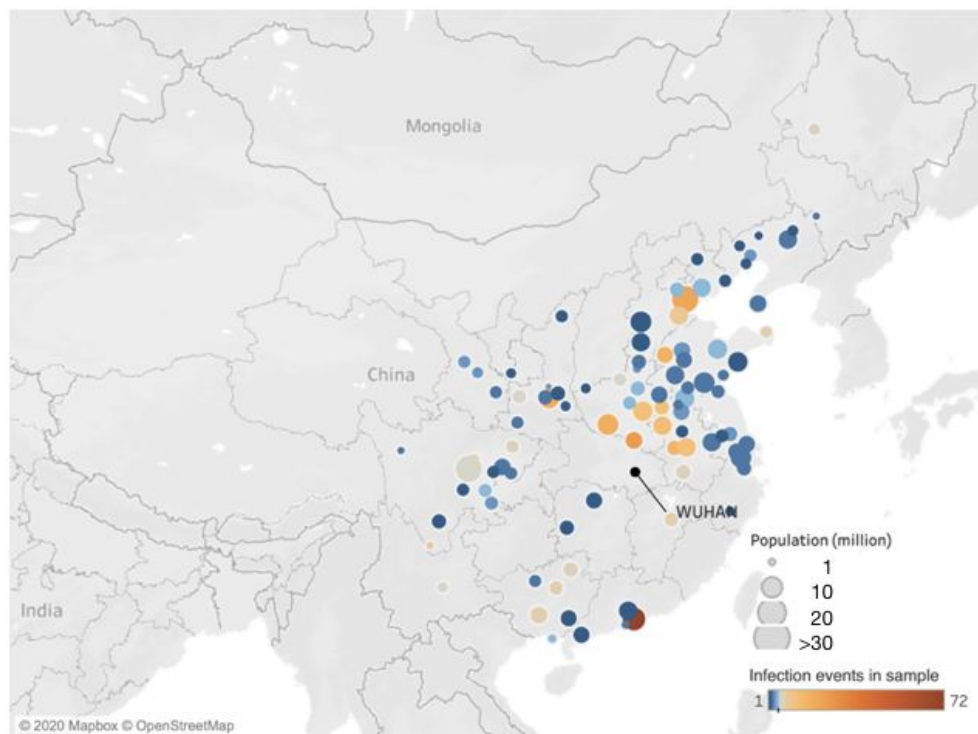 Mongolia
China
India
WUHAN
Population (million)
1
10
20
>30
Infection events in sample
1 72
© 2020 Mapbox © OpenStreetMap